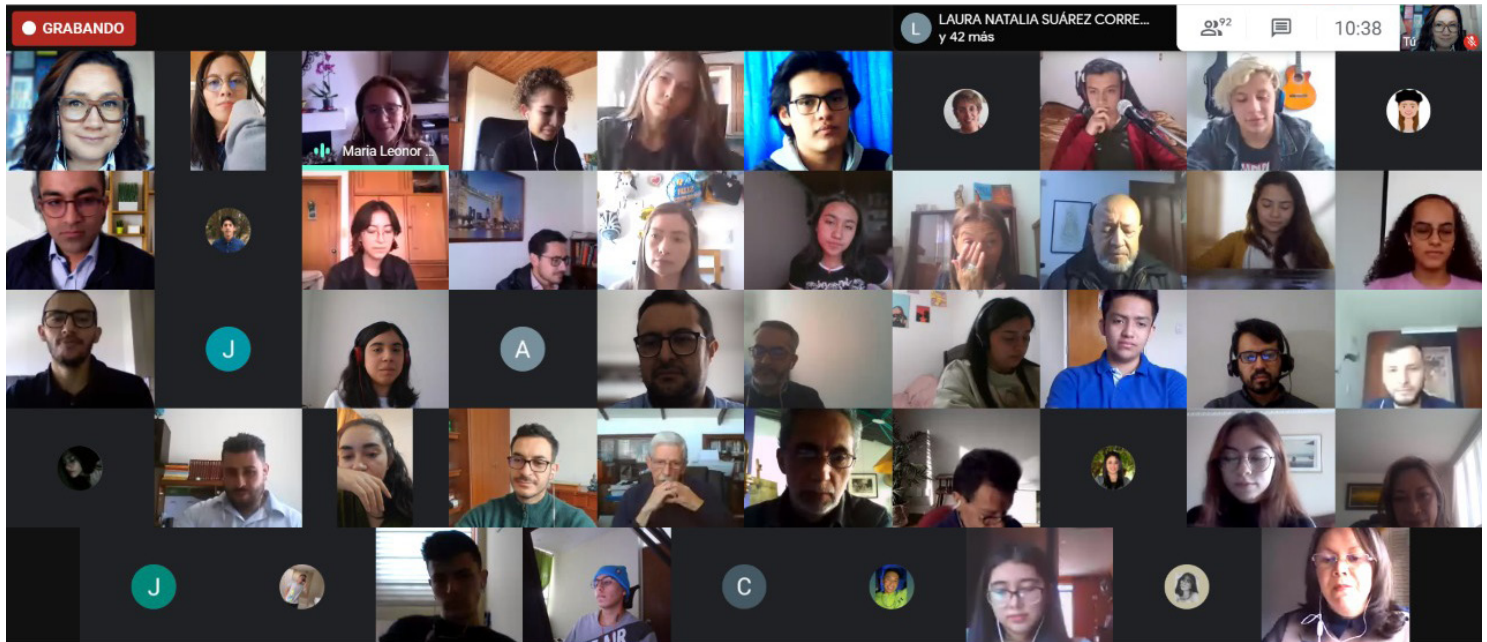 GRABANDO
L
LAURA NATALIA SUÁREZ CORRE...
y 42 más
92
10:38
Tú
Maria Leonor ...
J
A
J
C